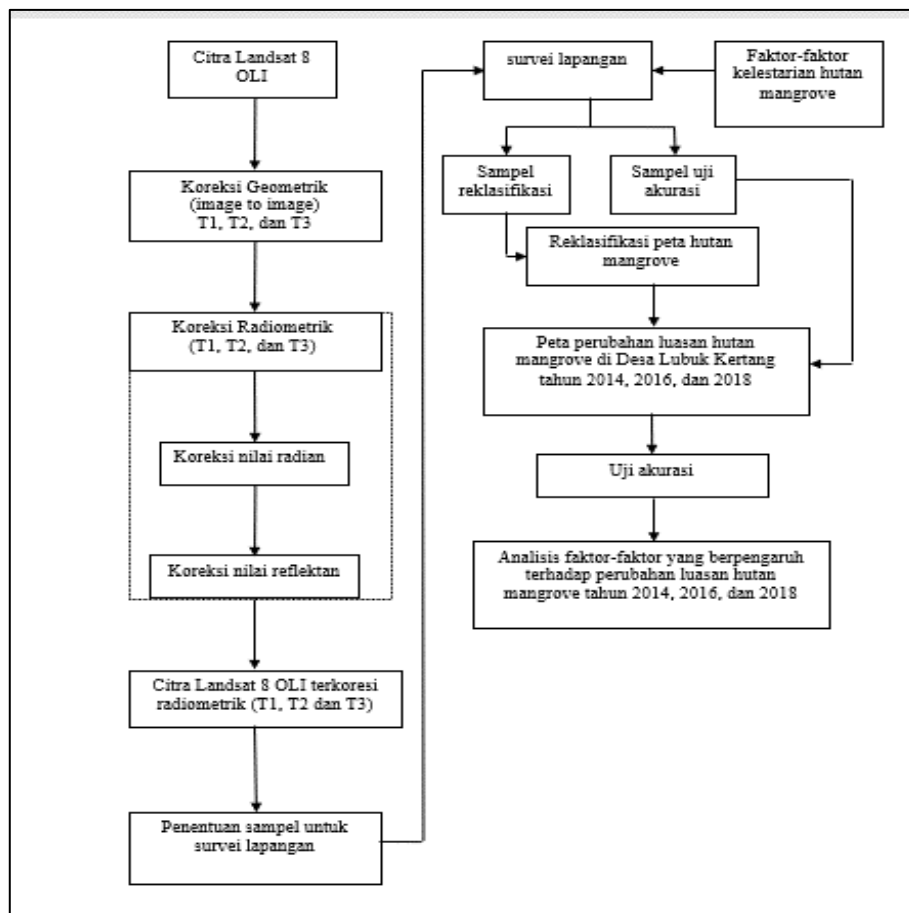 Citra Landsat 8
OLI
Koreksi Geometrik
(image to image)
T1, T2, dan T3
Koreksi Radiometrik
(T1, T2, dan T3)
Koreksi nilai radian
Koreksi nilai reflektan
Citra Landsat 8 OLI terkoresi
radiometrik (T1, T2 dan T3)
Penentuan sampel untuk
survei lapangan
survei lapangan
Faktor-faktor
kelestarian hutan
mangrove
Sampel
reklasifikasi
Sampel uji
akurasi
Reklasifikasi peta hutan
mangrove
Peta perubahan luasan hutan
mangrove di Desa Lubuk Kertang
tahun 2014, 2016, dan 2018
Uji akurasi
Analisis faktor-faktor yang berpengaruh
terhadap perubahan luasan hutan
mangrove tahun 2014, 2016, dan 2018